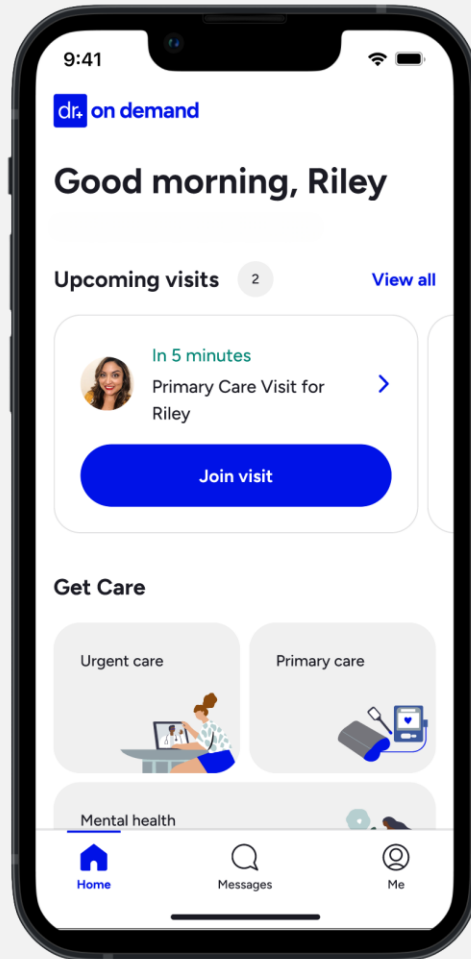 9:41
dr+ on demand
Good morning, Riley
Upcoming visits 2 View all
In 5 minutes
Primary Care Visit for
Riley
Join visit
Get Care
Urgent care Primary care
Mental health
Home Messages Me